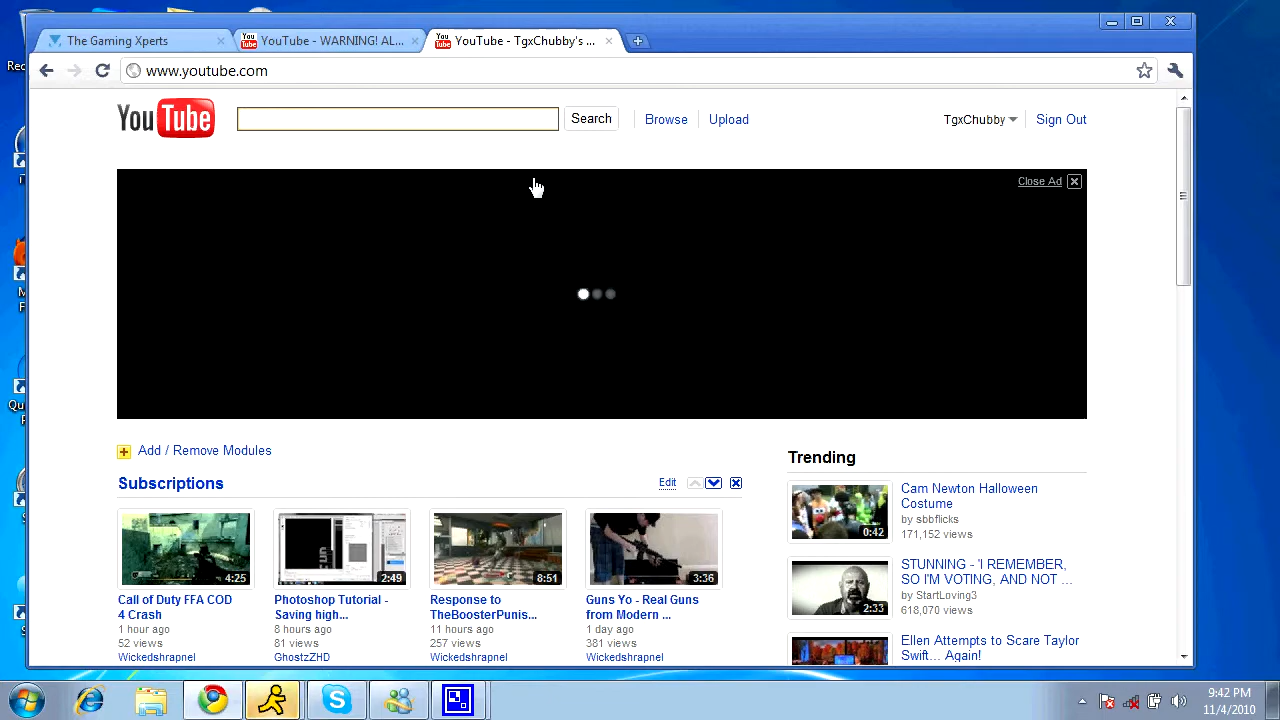 The Gaming Xperts
YouTube - WARNING! AL...
YouTube - TgxChubby's ...
www.youtube.com
YouTube
Search
Browse
Upload
TgxChubby
Sign Out
Close Ad
Add / Remove Modules
Subscriptions
Edit
Trending
4:25
Call of Duty FFA COD
4 Crash
1 hour ago
52 views
Wickedshrapnel
2:49
Photoshop Tutorial -
Saving high...
8 hours ago
81 views
GhostzZHD
8:51
Response to
TheBoosterPunis...
11 hours ago
257 views
Wickedshrapnel
3:36
Guns Yo - Real Guns
from Modern ...
1 day ago
381 views
Wickedshrapnel
0:42
Cam Newton Halloween
Costume
by sbbflicks
171,152 views
2:33
STUNNING - 'I REMEMBER,
SO I'M VOTING, AND NOT ...
by StartLoving3
618,070 views
Ellen Attempts to Scare Taylor
Swift... Again!
9:42 PM
11/4/2010